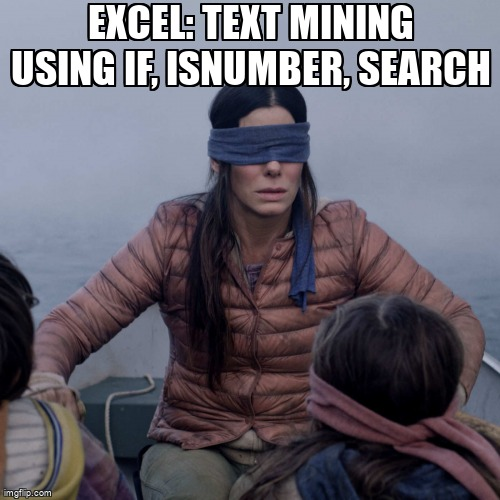 EXCEL: TEXT MINING
USING IF, ISNUMBER, SEARCH
imgflip.com